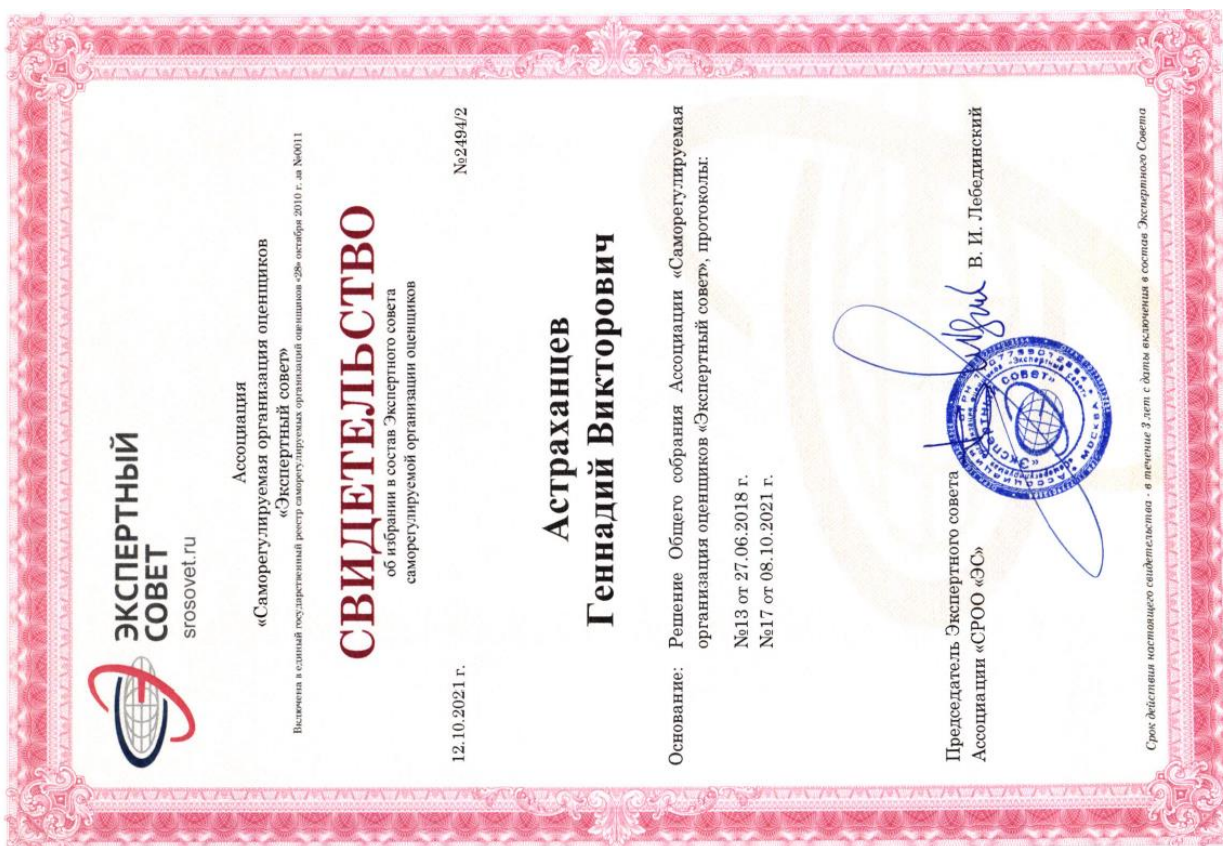 ЭКСПЕРТНЫЙ
СОВЕТ
srosovet.ru
Ассоциация
«Саморегулируемая организация оценщиков
«Экспертный совет»
Включена в единый государственный реестр саморегулируемых организаций оценщиков «28» октября 2010 г. за №0011
СВИДЕТЕЛЬСТВО
об избрании в состав Экспертного совета
саморегулируемой организации оценщиков
12.10.2021 г. №2494/2
Астраханцев
Геннадий Викторович
Основание: Решение Общего собрания Ассоциации «Саморегулируемая
организация оценщиков «Экспертный совет», протоколы:
№13 от 27.06.2018 г.
№17 от 08.10.2021 г.
Председатель Экспертного совета
Ассоциации «СРОО «ЭС» В. И. Лебединский
«ЭКСПЕРТНЫЙ СОВЕТ»
МОСКВА
Срок действия настоящего свидетельства - в течение 3 лет с даты включения в состав Экспертного Совета